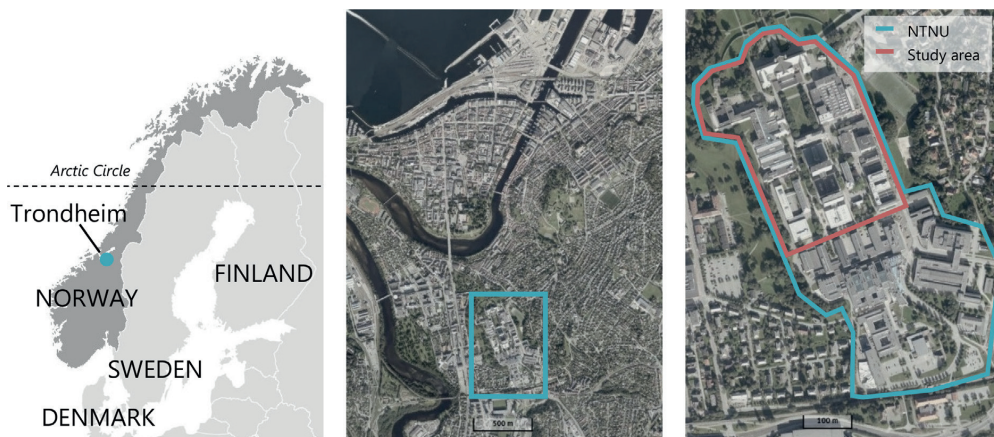 Arctic Circle
Trondheim
NORWAY
FINLAND
SWEDEN
DENMARK
500 m
NTNU
Study area
100 m